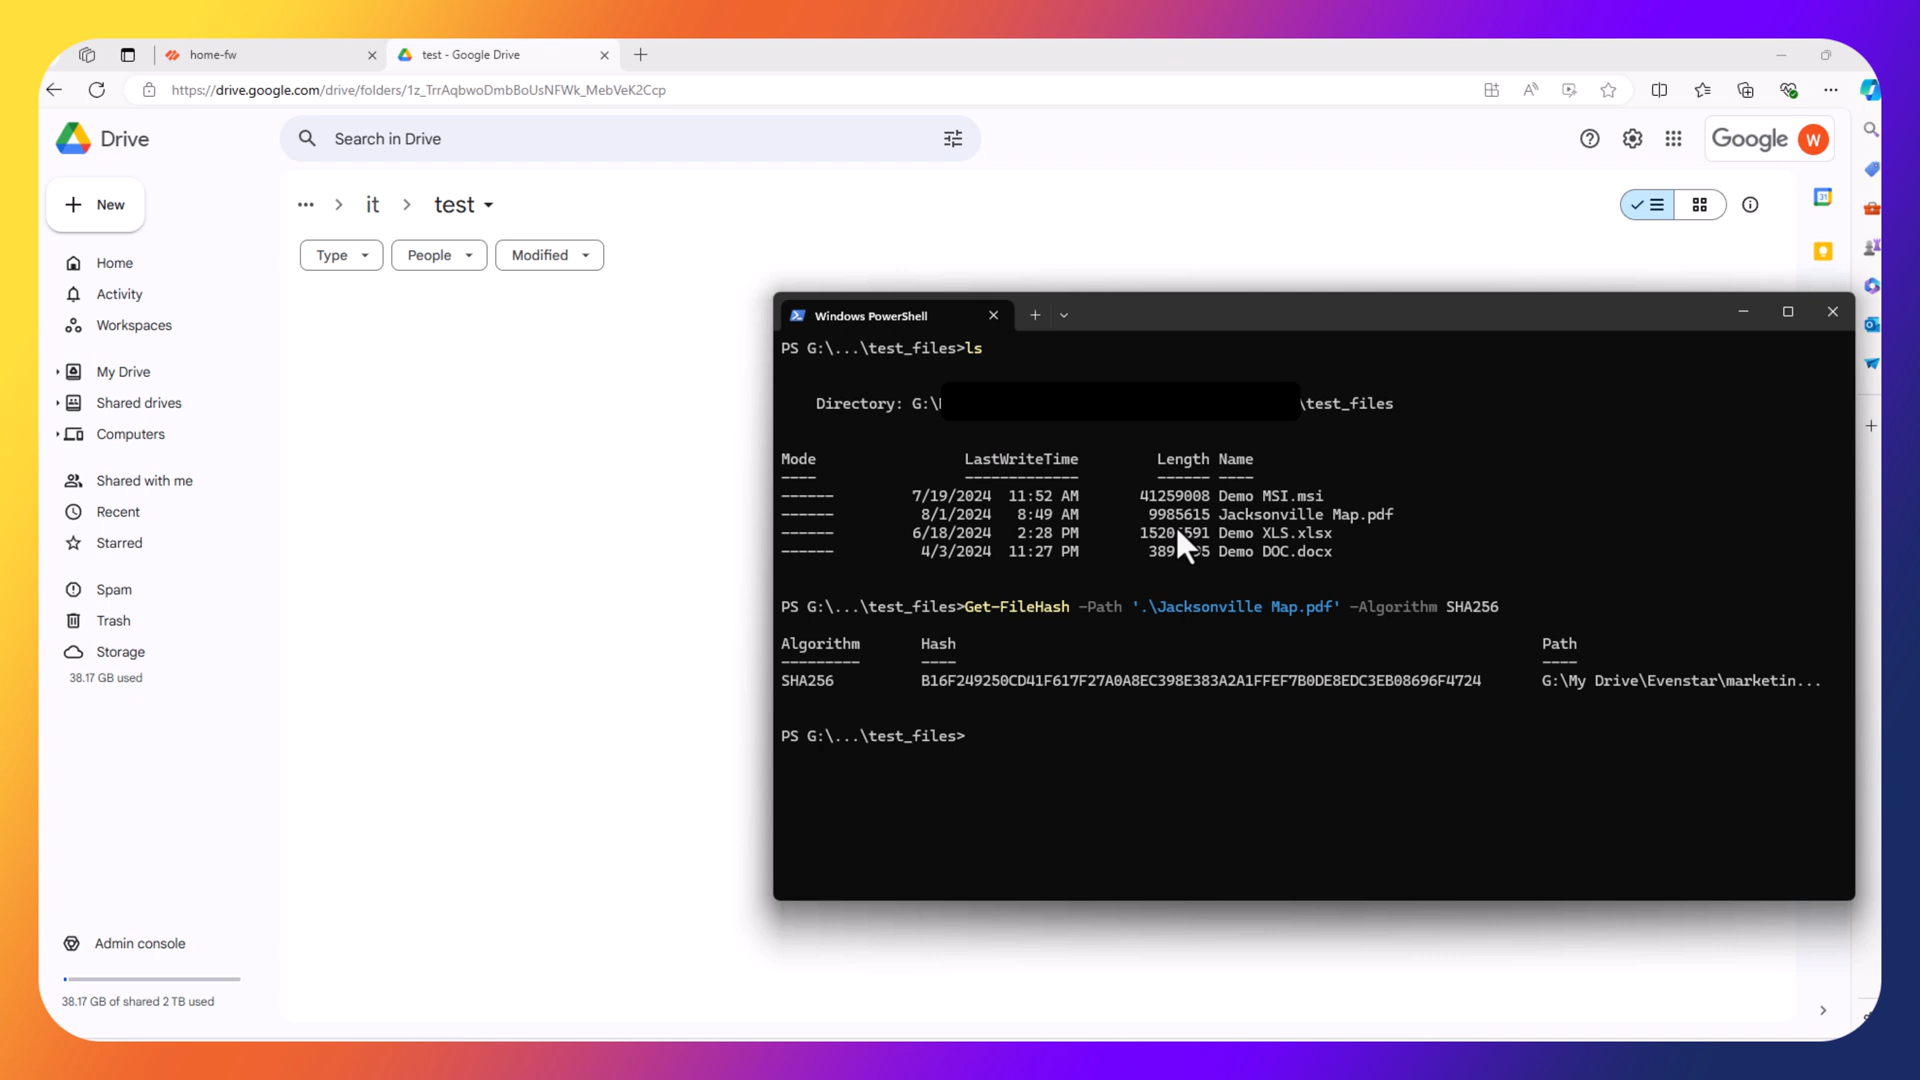 home-fw
test - Google Drive
https://drive.google.com/drive/folders/1z_TrrAqbwoDmbBoUsNFWk_MebVeK2Ccp
Drive
Search in Drive
Google W
New
... > it > test
Type
People
Modified
31
Home
Activity
Workspaces
My Drive
Shared drives
Computers
Shared with me
Recent
Starred
Spam
Trash
Storage
38.17 GB used
Admin console
38.17 GB of shared 2 TB used
Windows PowerShell
PS G:\...\test_files>ls
Directory: G:\ \test_files
Mode LastWriteTime Length Name
---- ------------- ------ ----
------ 7/19/2024 11:52 AM 41259008 Demo MSI.msi
------ 8/1/2024 8:49 AM 9985615 Jacksonville Map.pdf
------ 6/18/2024 2:28 PM Demo XLS.xlsx
------ 4/3/2024 11:27 PM Demo DOC.docx
PS G:\...\test_files>Get-FileHash -Path '.\Jacksonville Map.pdf' -Algorithm SHA256
Algorithm Hash Path
--------- ---- ----
SHA256 B16F249250CD41F617F27A0A8EC398E383A2A1FFEF7B0DE8EDC3EB08696F4724 G:\My Drive\Evenstar\marketin...
PS G:\...\test_files>